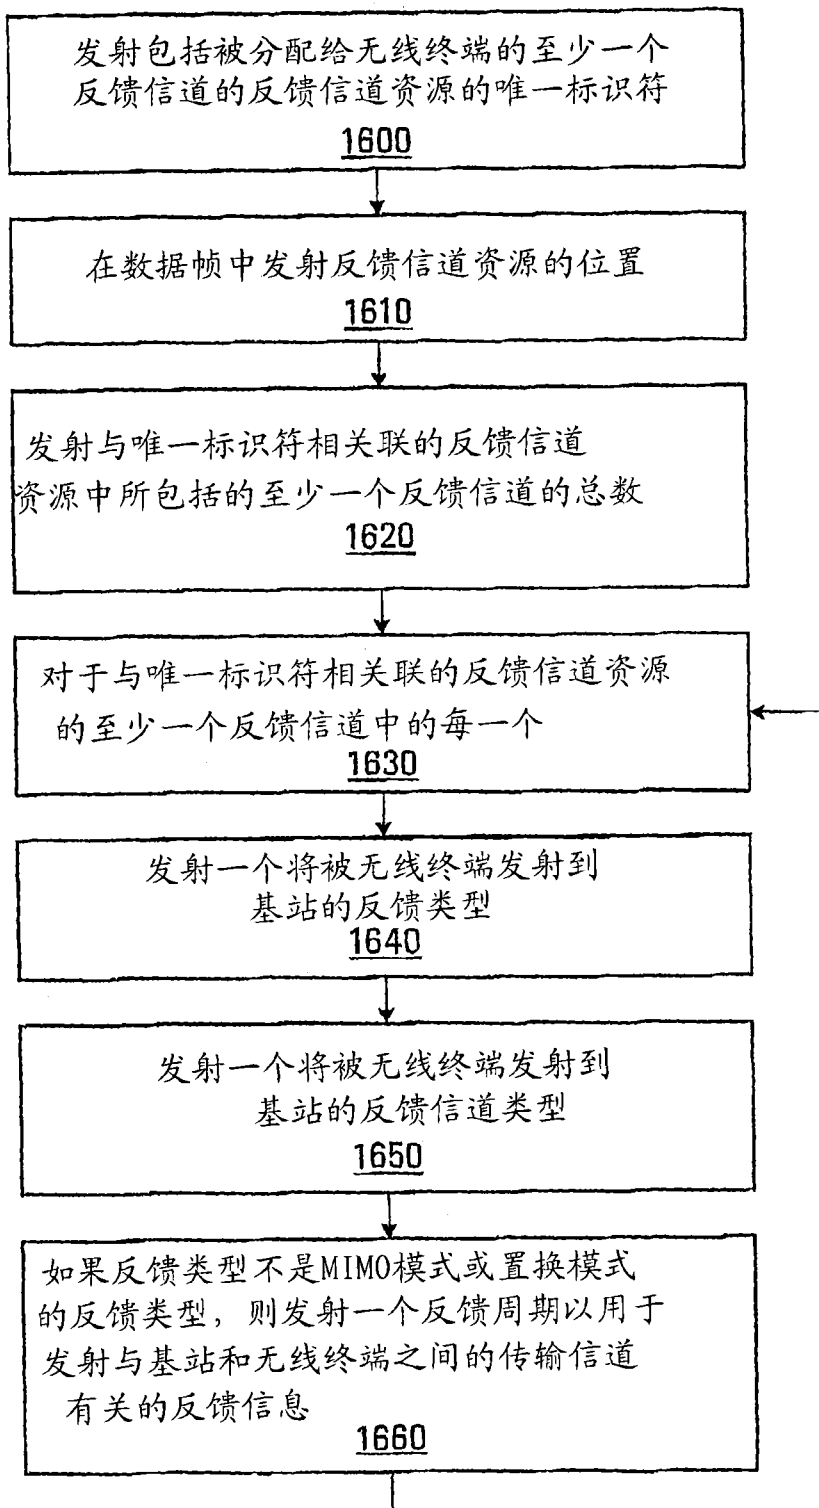 发射包括被分配给无线终端的至少一个
反馈信道的反馈信道资源的唯一标识符
1600
在数据帧中发射反馈信道资源的位置
1610
发射与唯一标识符相关联的反馈信道
资源中所包括的至少一个反馈信道的总数
1620
对于与唯一标识符相关联的反馈信道资源
的至少一个反馈信道中的每一个
1630
发射一个将被无线终端发射到
基站的反馈类型
1640
发射一个将被无线终端发射到
基站的反馈信道类型
1650
如果反馈类型不是MIMO模式或置换模式
的反馈类型，则发射一个反馈周期以用于
发射与基站和无线终端之间的传输信道
有关的反馈信息
1660